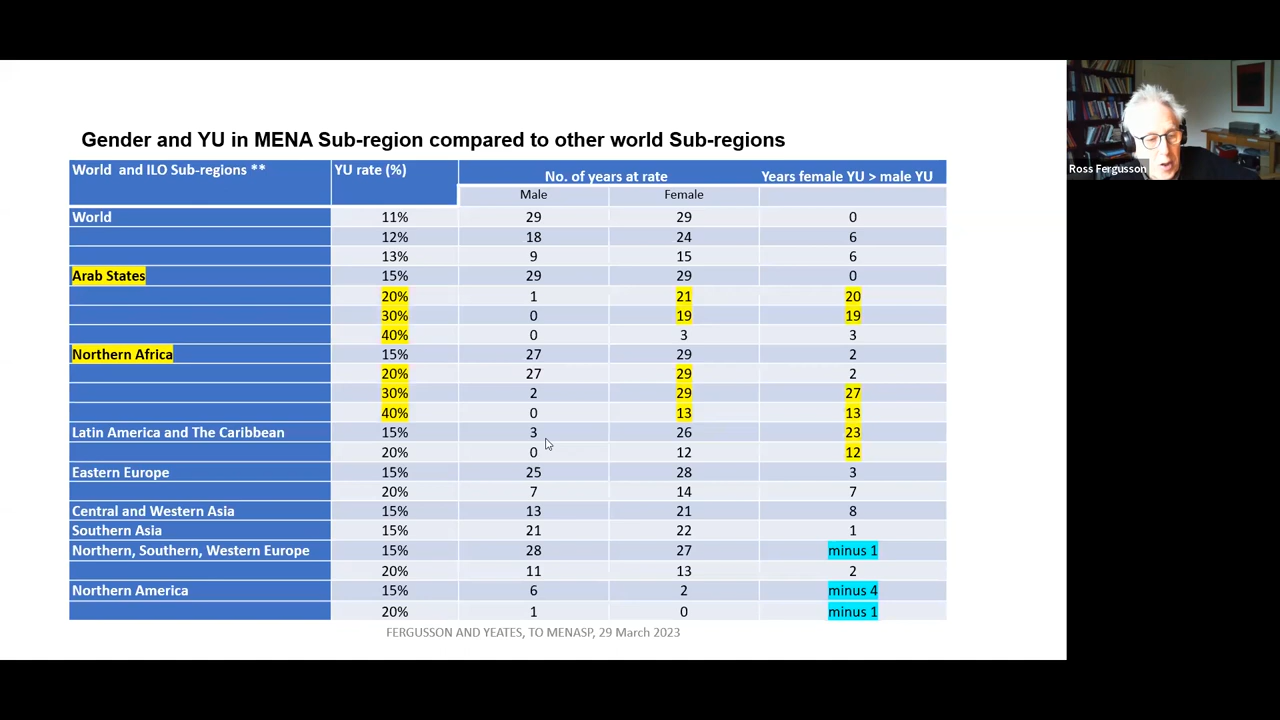 Gender and YU in MENA Sub-region compared to other world Sub-regions
World and ILO Sub-regions ** YU rate (%) No. of years at rate Years female YU > male YU
Male Female
World 11% 29 29 0
12% 18 24 6
13% 9 15 6
Arab States 15% 29 29 0
20% 1 21 20
30% 0 19 19
40% 0 3 3
Northern Africa 15% 27 29 2
20% 27 29 2
30% 2 29 27
40% 0 13 13
Latin America and The Caribbean 15% 3 26 23
20% 0 12 12
Eastern Europe 15% 25 28 3
20% 7 14 7
Central and Western Asia 15% 13 21 8
Southern Asia 15% 21 22 1
Northern, Southern, Western Europe 15% 28 27 minus 1
20% 11 13 2
Northern America 15% 6 2 minus 4
20% 1 0 minus 1
FERGUSSON AND YEATES, TO MENASP, 29 March 2023
Ross Fergusson